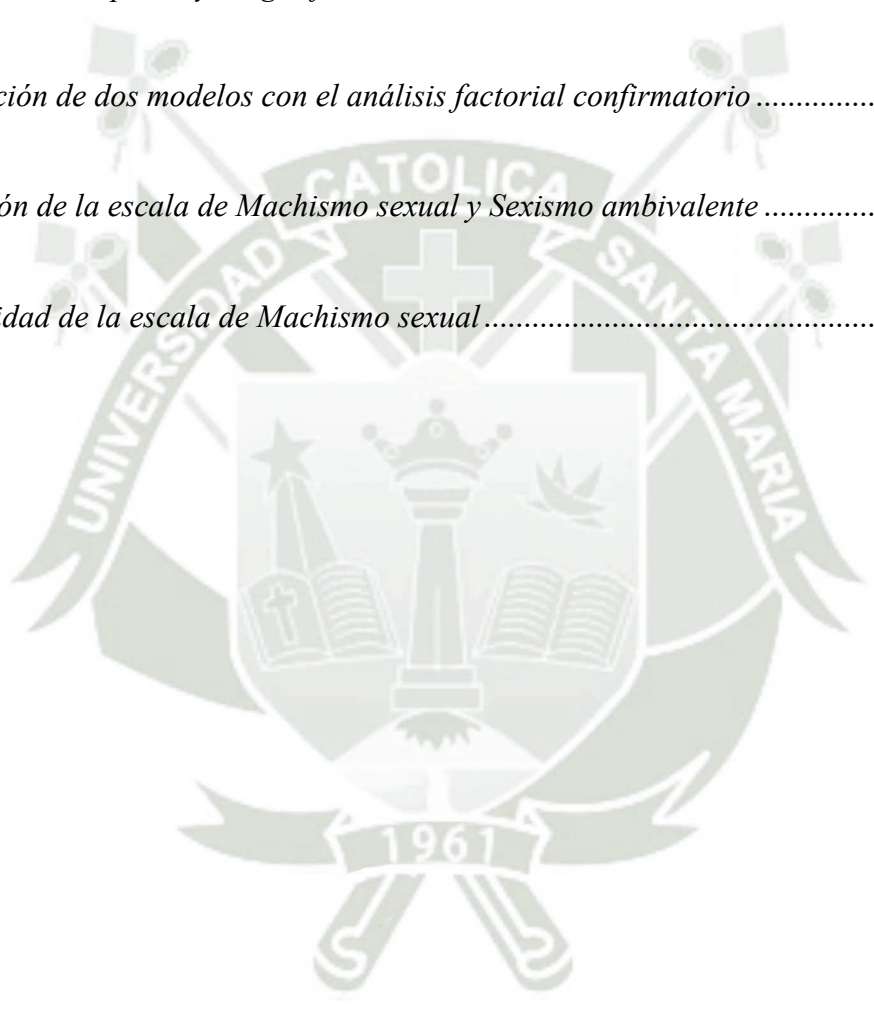 ción de dos modelos con el análisis factorial confirmatorio ...............
ón de la escala de Machismo sexual y Sexismo ambivalente ..............
idad de la escala de Machismo sexual .................................................
UNIVERSIDAD CATOLICA SANTA MARIA
1961